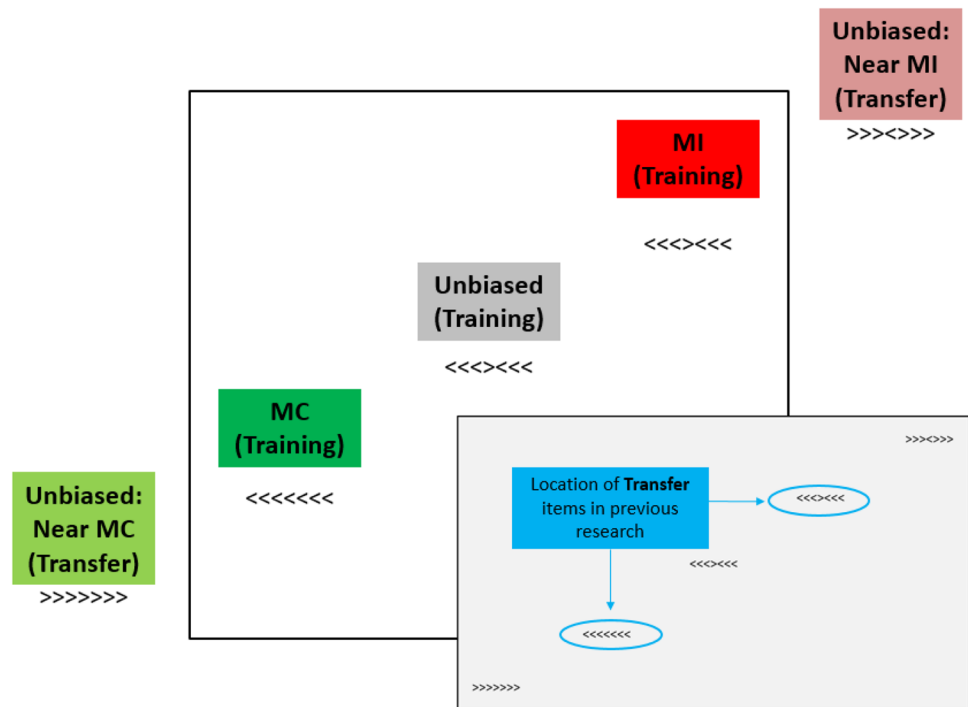 Unbiased:
Near MI
(Transfer)
>>><>>>
MI
(Training)
<<<><<<
Unbiased
(Training)
<<<><<<
MC
(Training)
<<<<<<<
Unbiased:
Near MC
(Transfer)
>>>>>>>
>>><>>>
Location of Transfer
items in previous
research
<<<><<<
<<<><<<
<<<<<<<
>>>>>>>